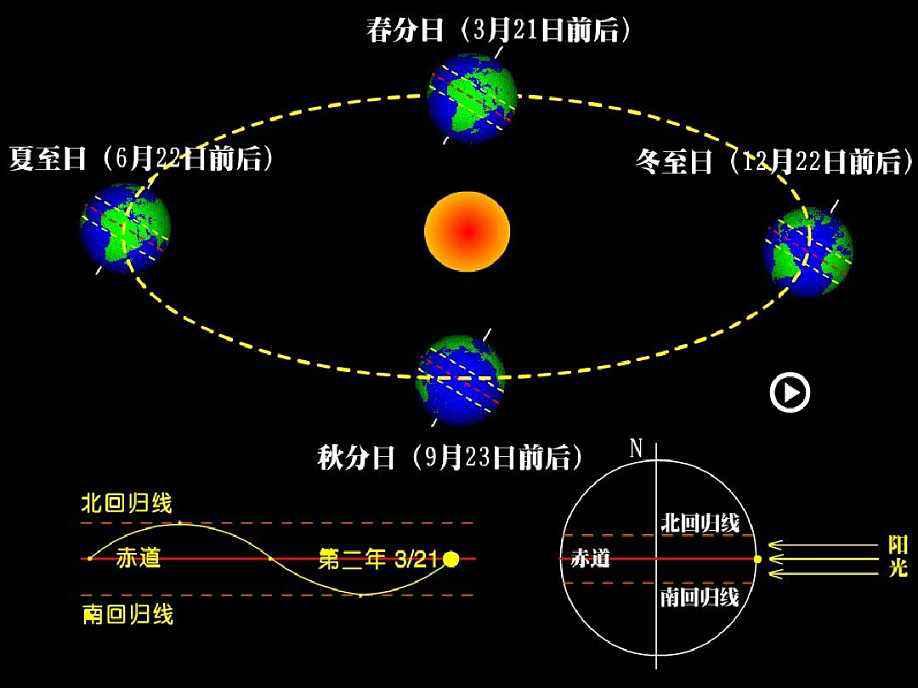 春分日（3月21日前后）
夏至日（6月22日前后）
冬至日（12月22日前后）
秋分日（9月23日前后）
北回归线
赤道
第二年 3/21
南回归线
N
北回归线
赤道
南回归线
阳光